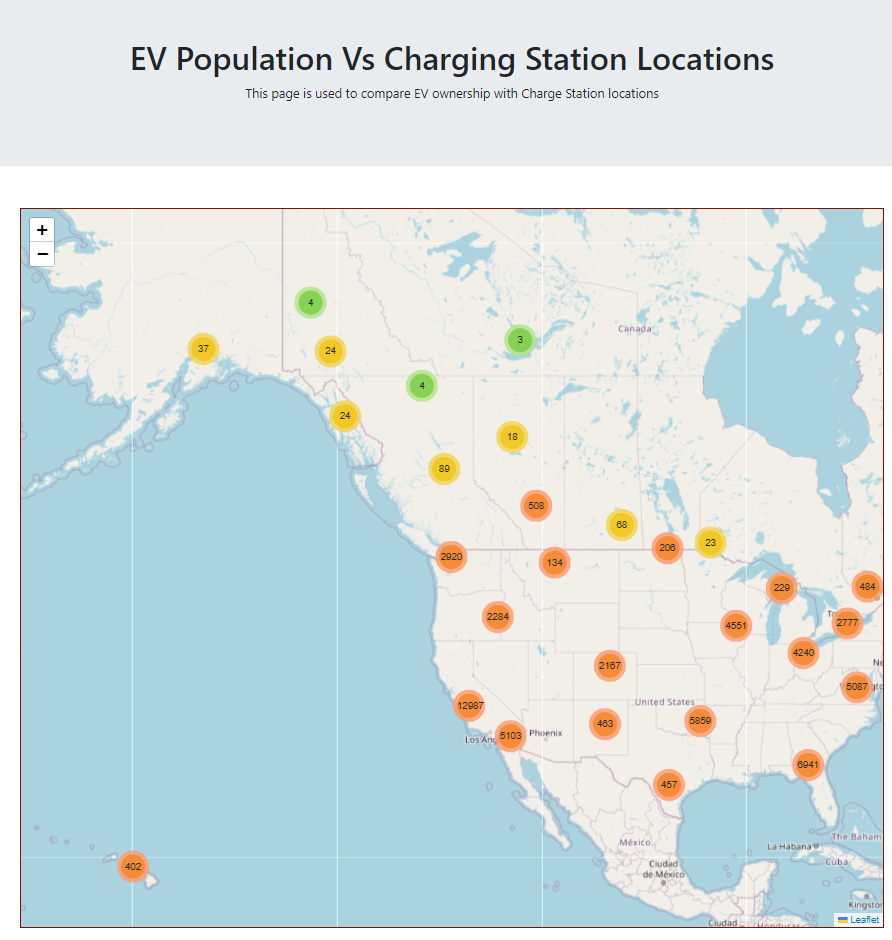 EV Population Vs Charging Station Locations
This page is used to compare EV ownership with Charge Station locations
+
−
4
Canada
3
37
24
4
24
18
89
508
68
23
206
2920
134
229
484
2284
4551
2777
4240
2167
5087
United States
12987
463
5859
5103
Phoenix
6941
457
México
La Habana
The Baham
Cuba
Ciudad
de México
402
Kingston
Leaflet
Ciudad
Honduras